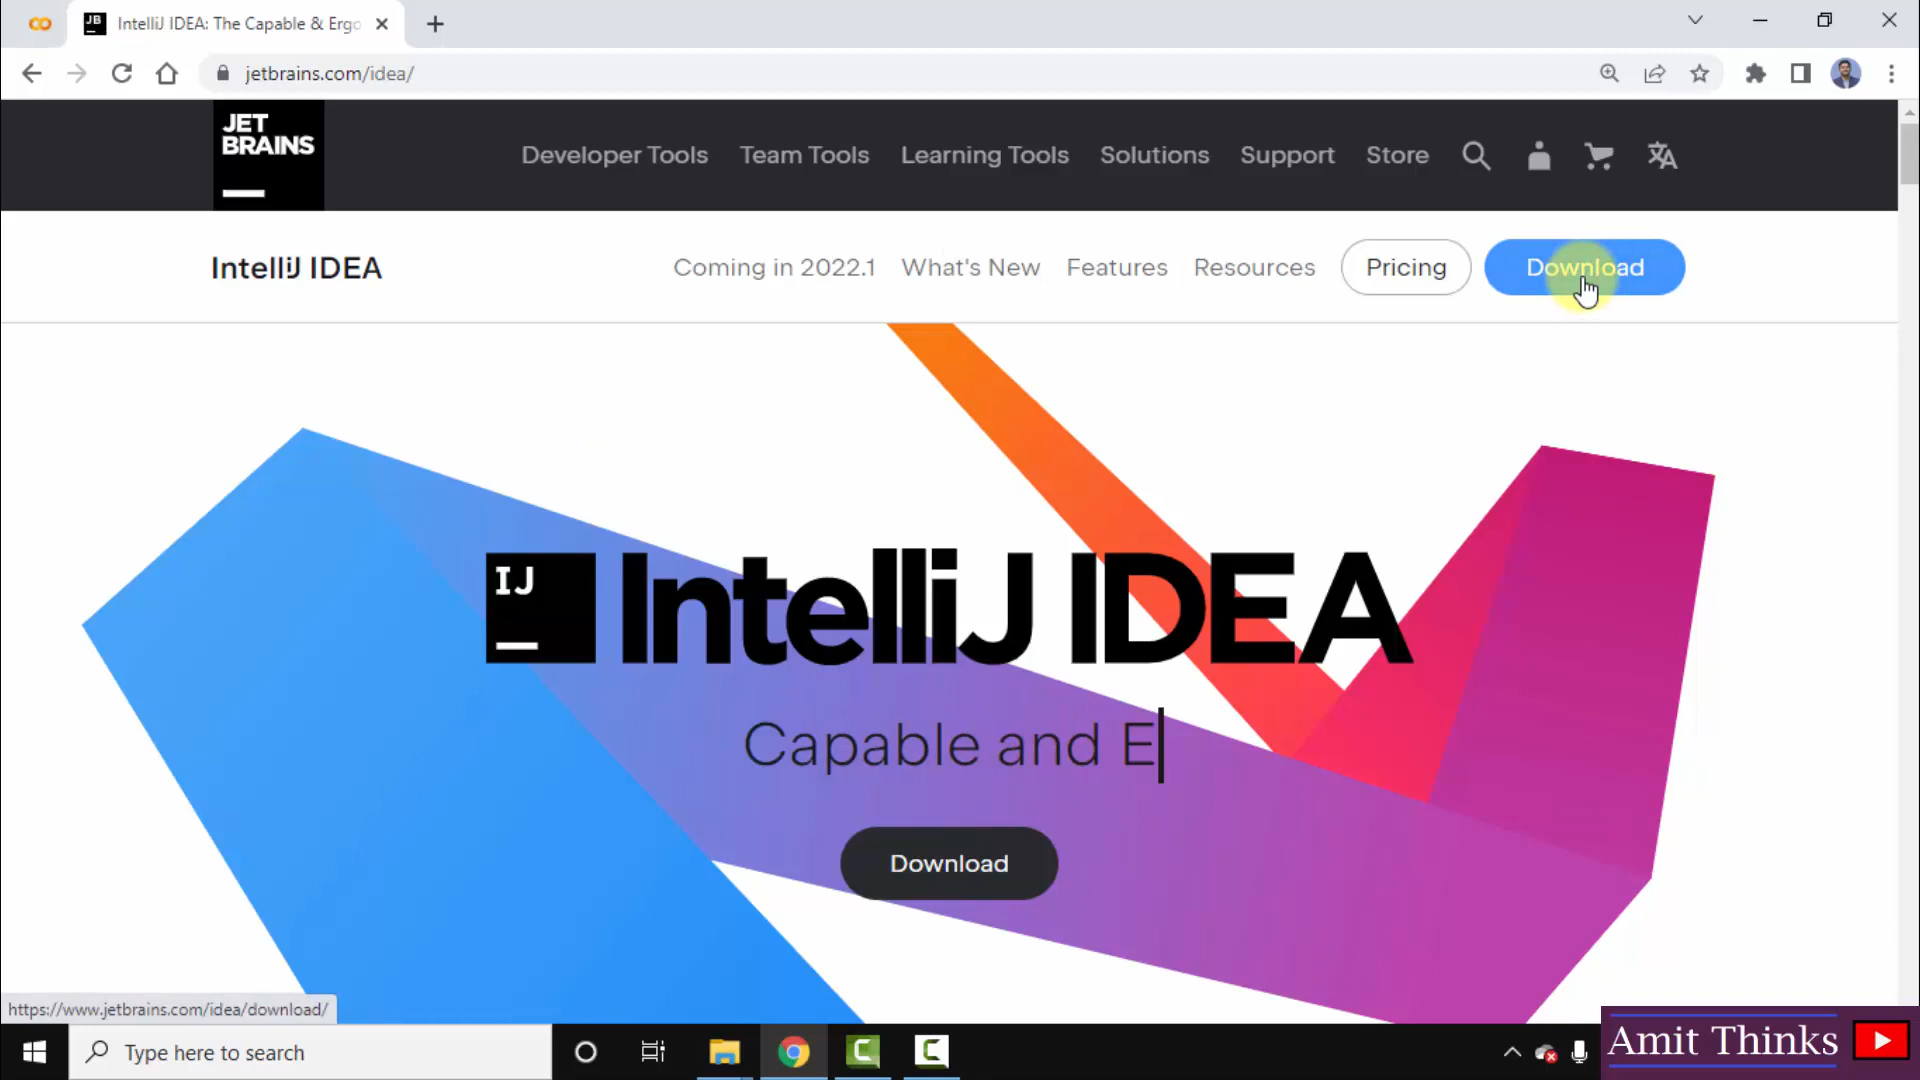 IntelliJ IDEA: The Capable & Ergo
jetbrains.com/idea/
JET
BRAINS
Developer Tools Team Tools Learning Tools Solutions Support Store
IntelliJ IDEA
Coming in 2022.1 What's New Features Resources Pricing Download
IJ
IntelliJ IDEA
Capable and E
Download
https://www.jetbrains.com/idea/download/
Type here to search
Amit Thinks